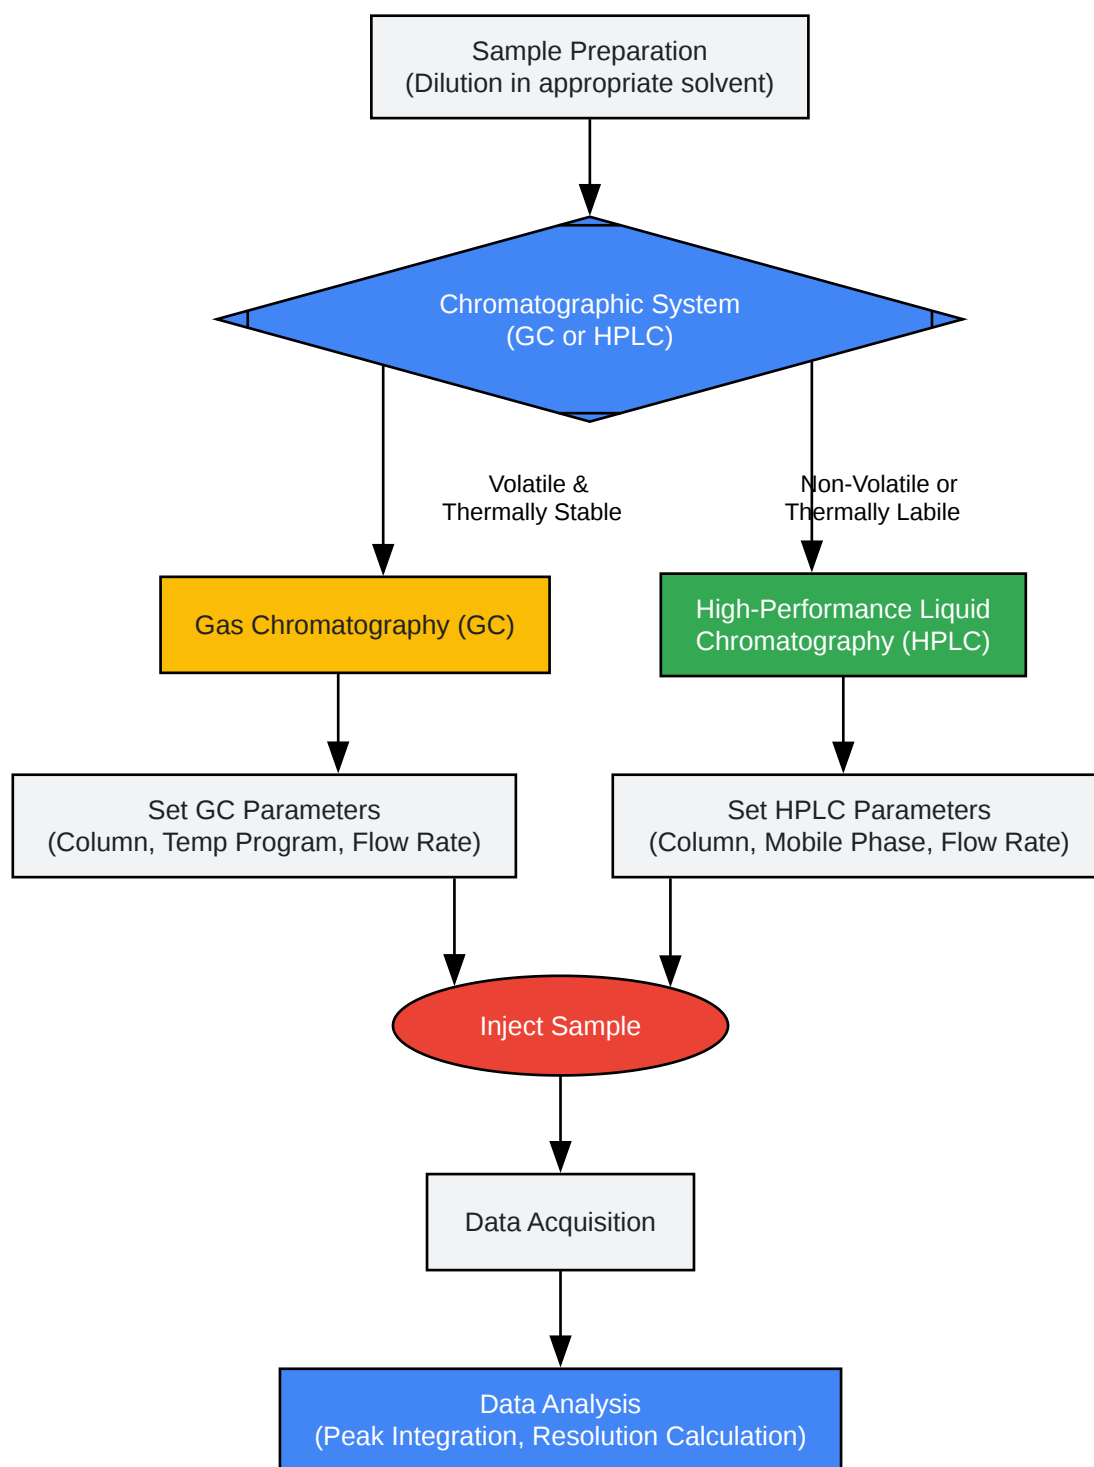 Sample Preparation
(Dilution in appropriate solvent)
Chromatographic System
(GC or HPLC)
Volatile &
Thermally Stable
Non-Volatile or
Thermally Labile
Gas Chromatography (GC)
High-Performance Liquid
Chromatography (HPLC)
Set GC Parameters
(Column, Temp Program, Flow Rate)
Set HPLC Parameters
(Column, Mobile Phase, Flow Rate)
Inject Sample
Data Acquisition
Data Analysis
(Peak Integration, Resolution Calculation)